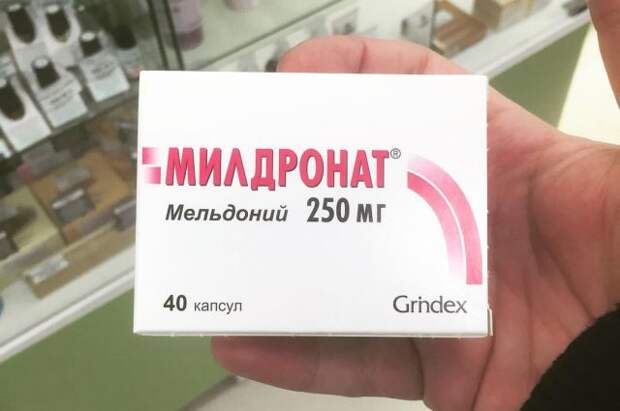 МИЛДРОНАТ®
Мельдоний 250 мг
40 капсул
Grindex